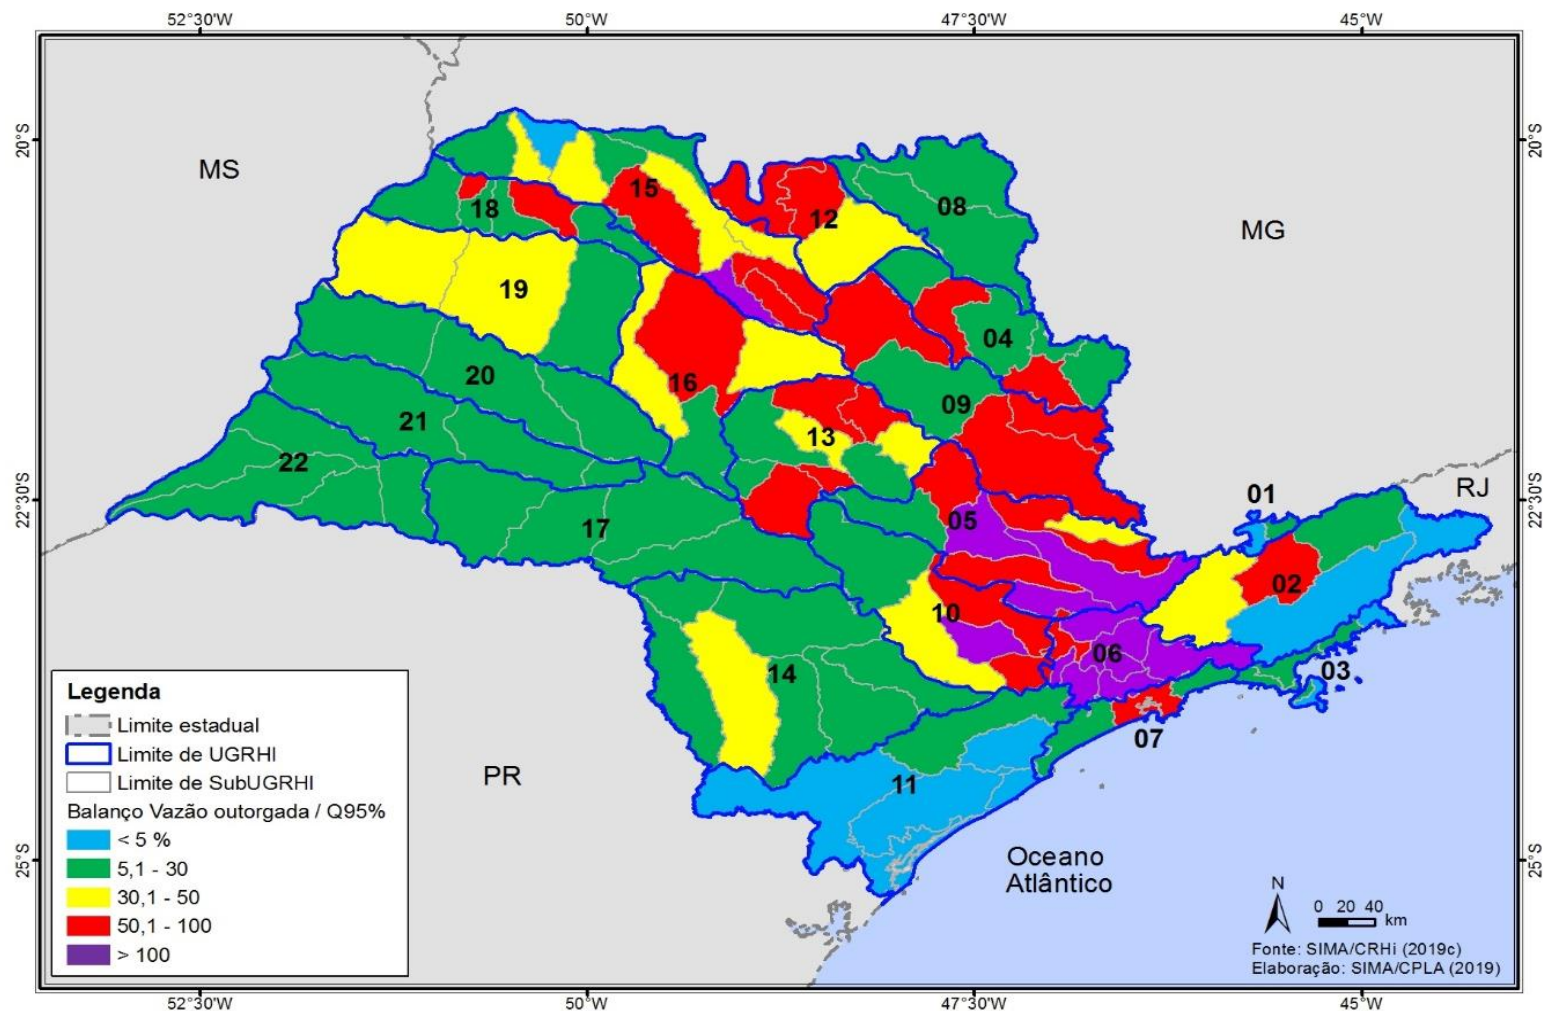 52°30'W 50°W 47°30'W 45°W
20°S 20°S
MS
MG
15
18
12
08
19
04
20
16
09
21
13
22
22°30'S 22°30'S
RJ
01
17
05
02
10
06
03
14
07
PR
11
Oceano
Atlântico
25°S 25°S
Legenda
Limite estadual
Limite de UGRHI
Limite de SubUGRHI
Balanço Vazão outorgada / Q95%
< 5 %
5,1 - 30
30,1 - 50
50,1 - 100
> 100
N
0 20 40
km
Fonte: SIMA/CRHi (2019c)
Elaboração: SIMA/CPLA (2019)
52°30'W 50°W 47°30'W 45°W